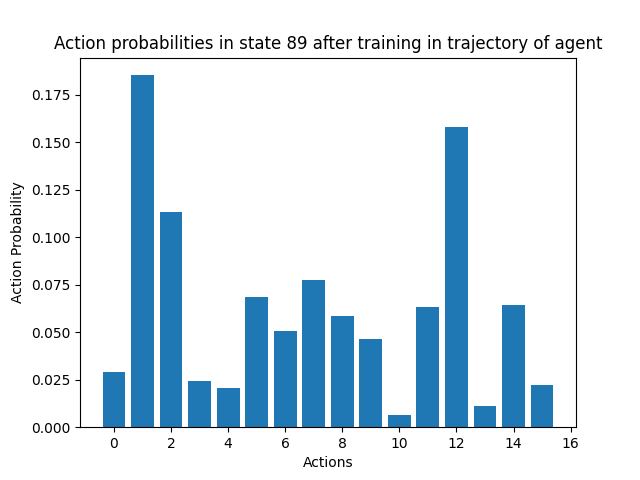 Action probabilities in state 89 after training in trajectory of agent
0.175
0.150
0.125
0.100
0.075
0.050
0.025
0.000
Action Probability
0 2 4 6 8 10 12 14 16
Actions